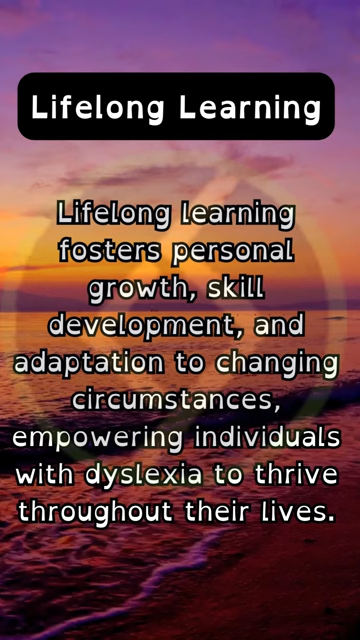 Lifelong Learning
Lifelong learning
fosters personal
growth, skill
development, and
adaptation to changing
circumstances,
empowering individuals
with dyslexia to thrive
throughout their lives.